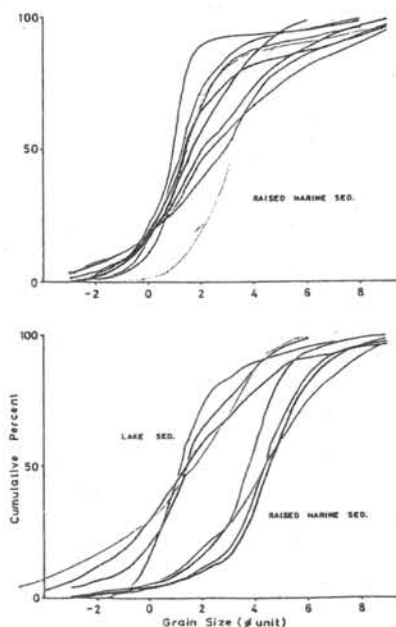 100
50
RAISED MARINE SED.
0
-2 0 2 4 6 8
100
LAKE SED.
50
RAISED MARINE SED.
0
-2 0 2 4 6 8
Cumulative Percent
Grain Size (ø unit)